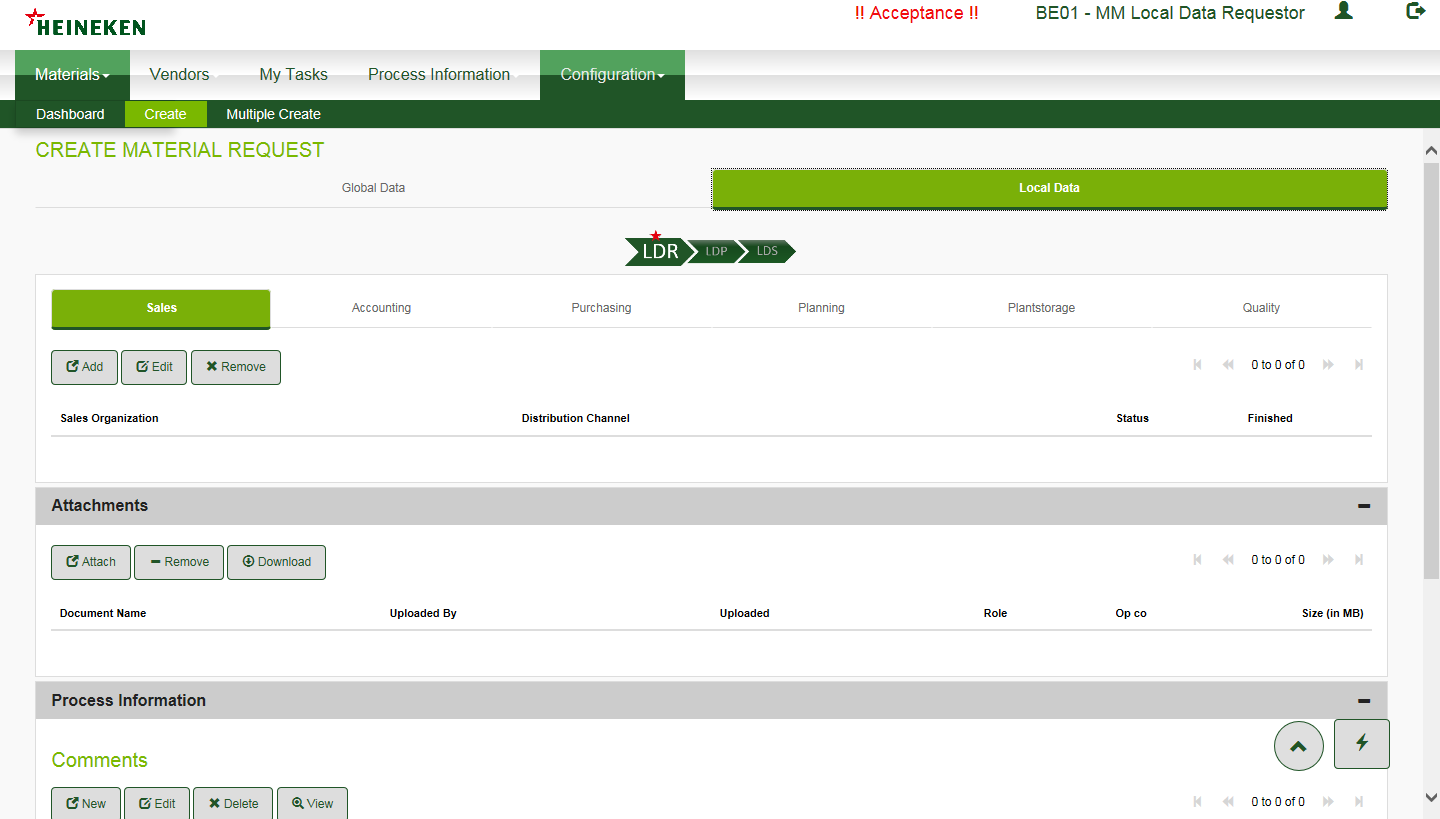 HEINEKEN
!! Acceptance !! BE01 - MM Local Data Requestor
Materials Vendors My Tasks Process Information Configuration
Dashboard Create Multiple Create
CREATE MATERIAL REQUEST
Global Data Local Data
LDR LDP LDS
Sales Accounting Purchasing Planning Plantstorage Quality
Add Edit Remove 0 to 0 of 0
Sales Organization Distribution Channel Status Finished
Attachments
Attach Remove Download 0 to 0 of 0
Document Name Uploaded By Uploaded Role Op co Size (in MB)
Process Information
Comments
New Edit Delete View 0 to 0 of 0